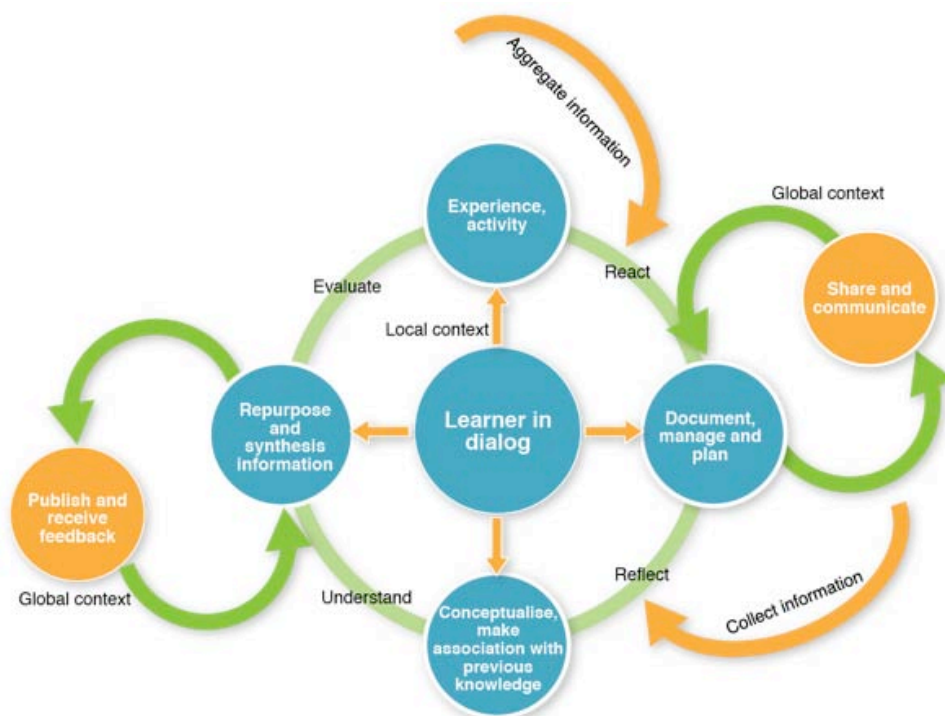 Aggregate information
Global context
Experience,
activity
React
Evaluate
Share and
communicate
Local context
Learner in
dialog
Repurpose
and
synthesis
information
Document,
manage and
plan
Publish and
receive
feedback
Global context
Understand
Reflect
Collect information
Conceptualise,
make
association with
previous
knowledge